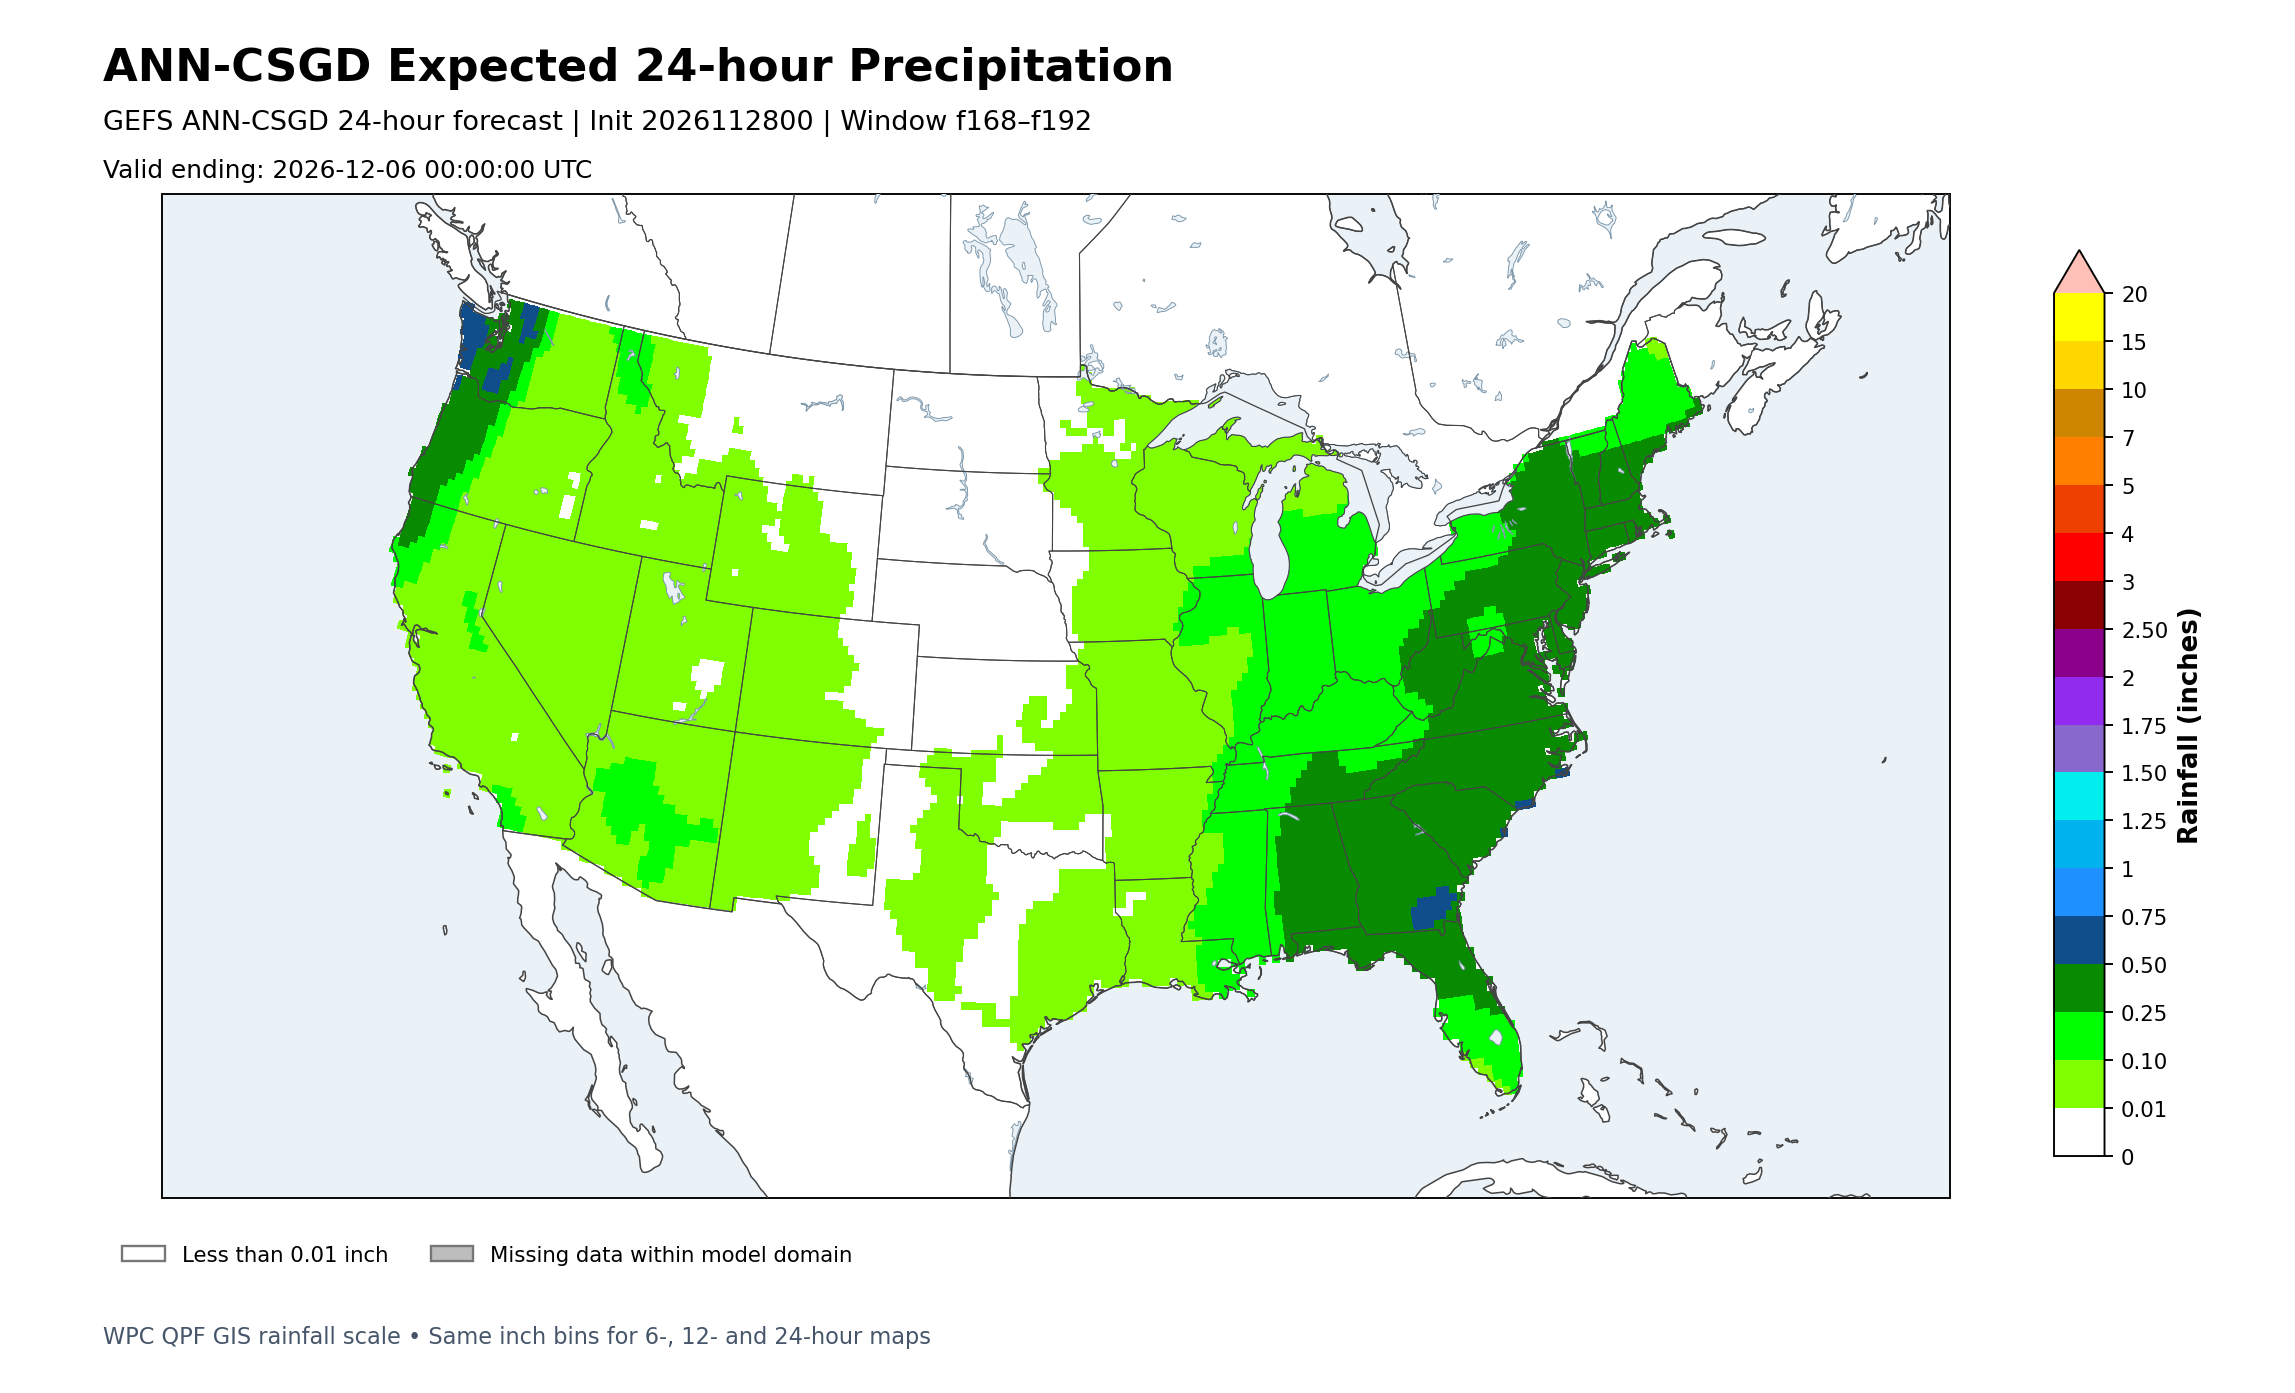 ANN-CSGD Expected 24-hour Precipitation
GEFS ANN-CSGD 24-hour forecast | Init 2026112800 | Window f168–f192
Valid ending: 2026-12-06 00:00:00 UTC
20
15
10
7
5
4
3
2.50
2
1.75
1.50
1.25
1
0.75
0.50
0.25
0.10
0.01
0
Rainfall (inches)
Less than 0.01 inch
Missing data within model domain
WPC QPF GIS rainfall scale • Same inch bins for 6-, 12- and 24-hour maps